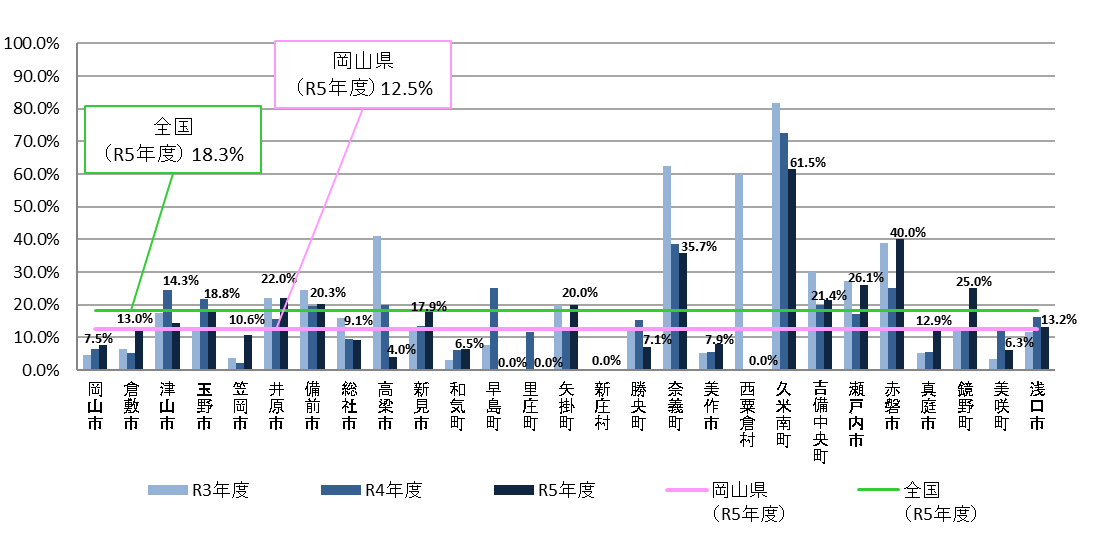 100.0%
90.0%
80.0%
70.0%
60.0%
50.0%
40.0%
30.0%
20.0%
10.0%
0.0%
岡山県
（R5年度）12.5%
全国
（R5年度）18.3%
7.5%
13.0%
14.3%
18.8%
10.6%
22.0%
20.3%
9.1%
4.0%
17.9%
6.5%
0.0%
0.0%
20.0%
0.0%
7.1%
35.7%
7.9%
0.0%
61.5%
21.4%
26.1%
40.0%
12.9%
25.0%
6.3%
13.2%
岡山市
倉敷市
津山市
玉野市
笠岡市
井原市
備前市
総社市
高梁市
新見市
和気町
早島町
里庄町
矢掛町
新庄村
勝央町
奈義町
美作市
西粟倉村
久米南町
吉備中央町
瀬戸内市
赤磐市
真庭市
鏡野町
美咲町
浅口市
R3年度
R4年度
R5年度
岡山県
（R5年度）
全国
（R5年度）